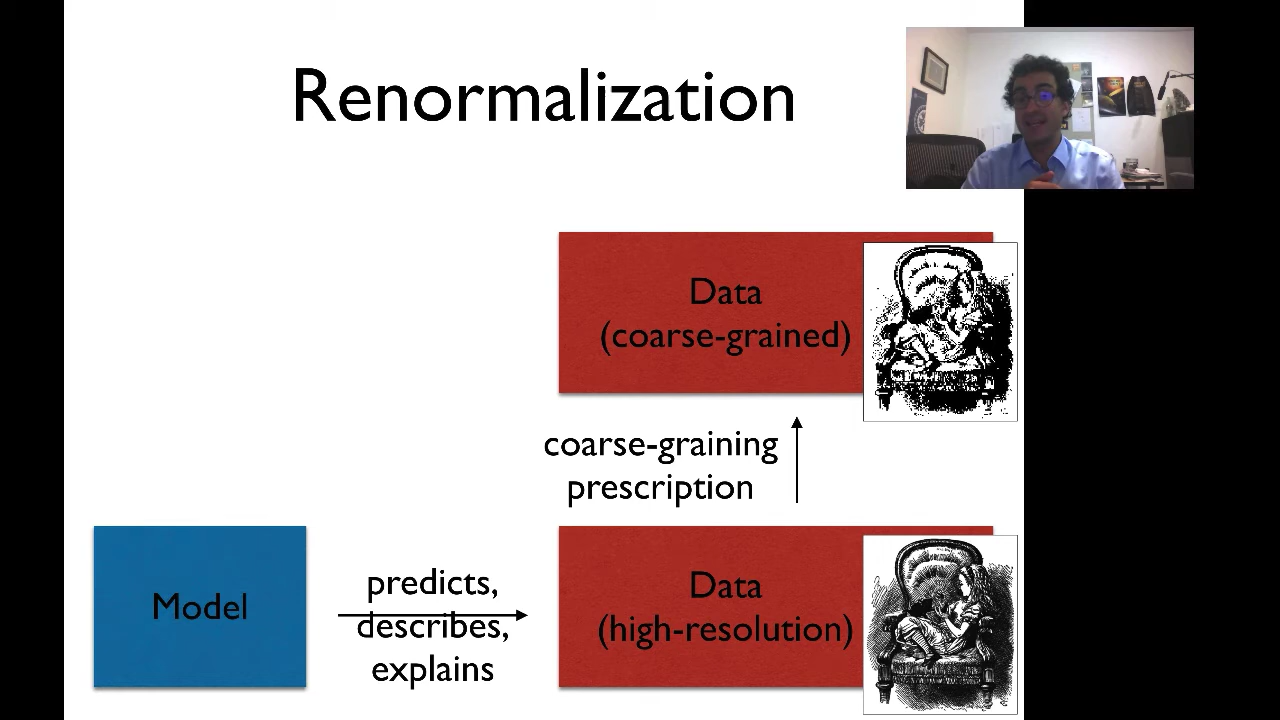 Renormalization
Data
(coarse-grained)
coarse-graining
prescription
Model
predicts,
describes,
explains
Data
(high-resolution)